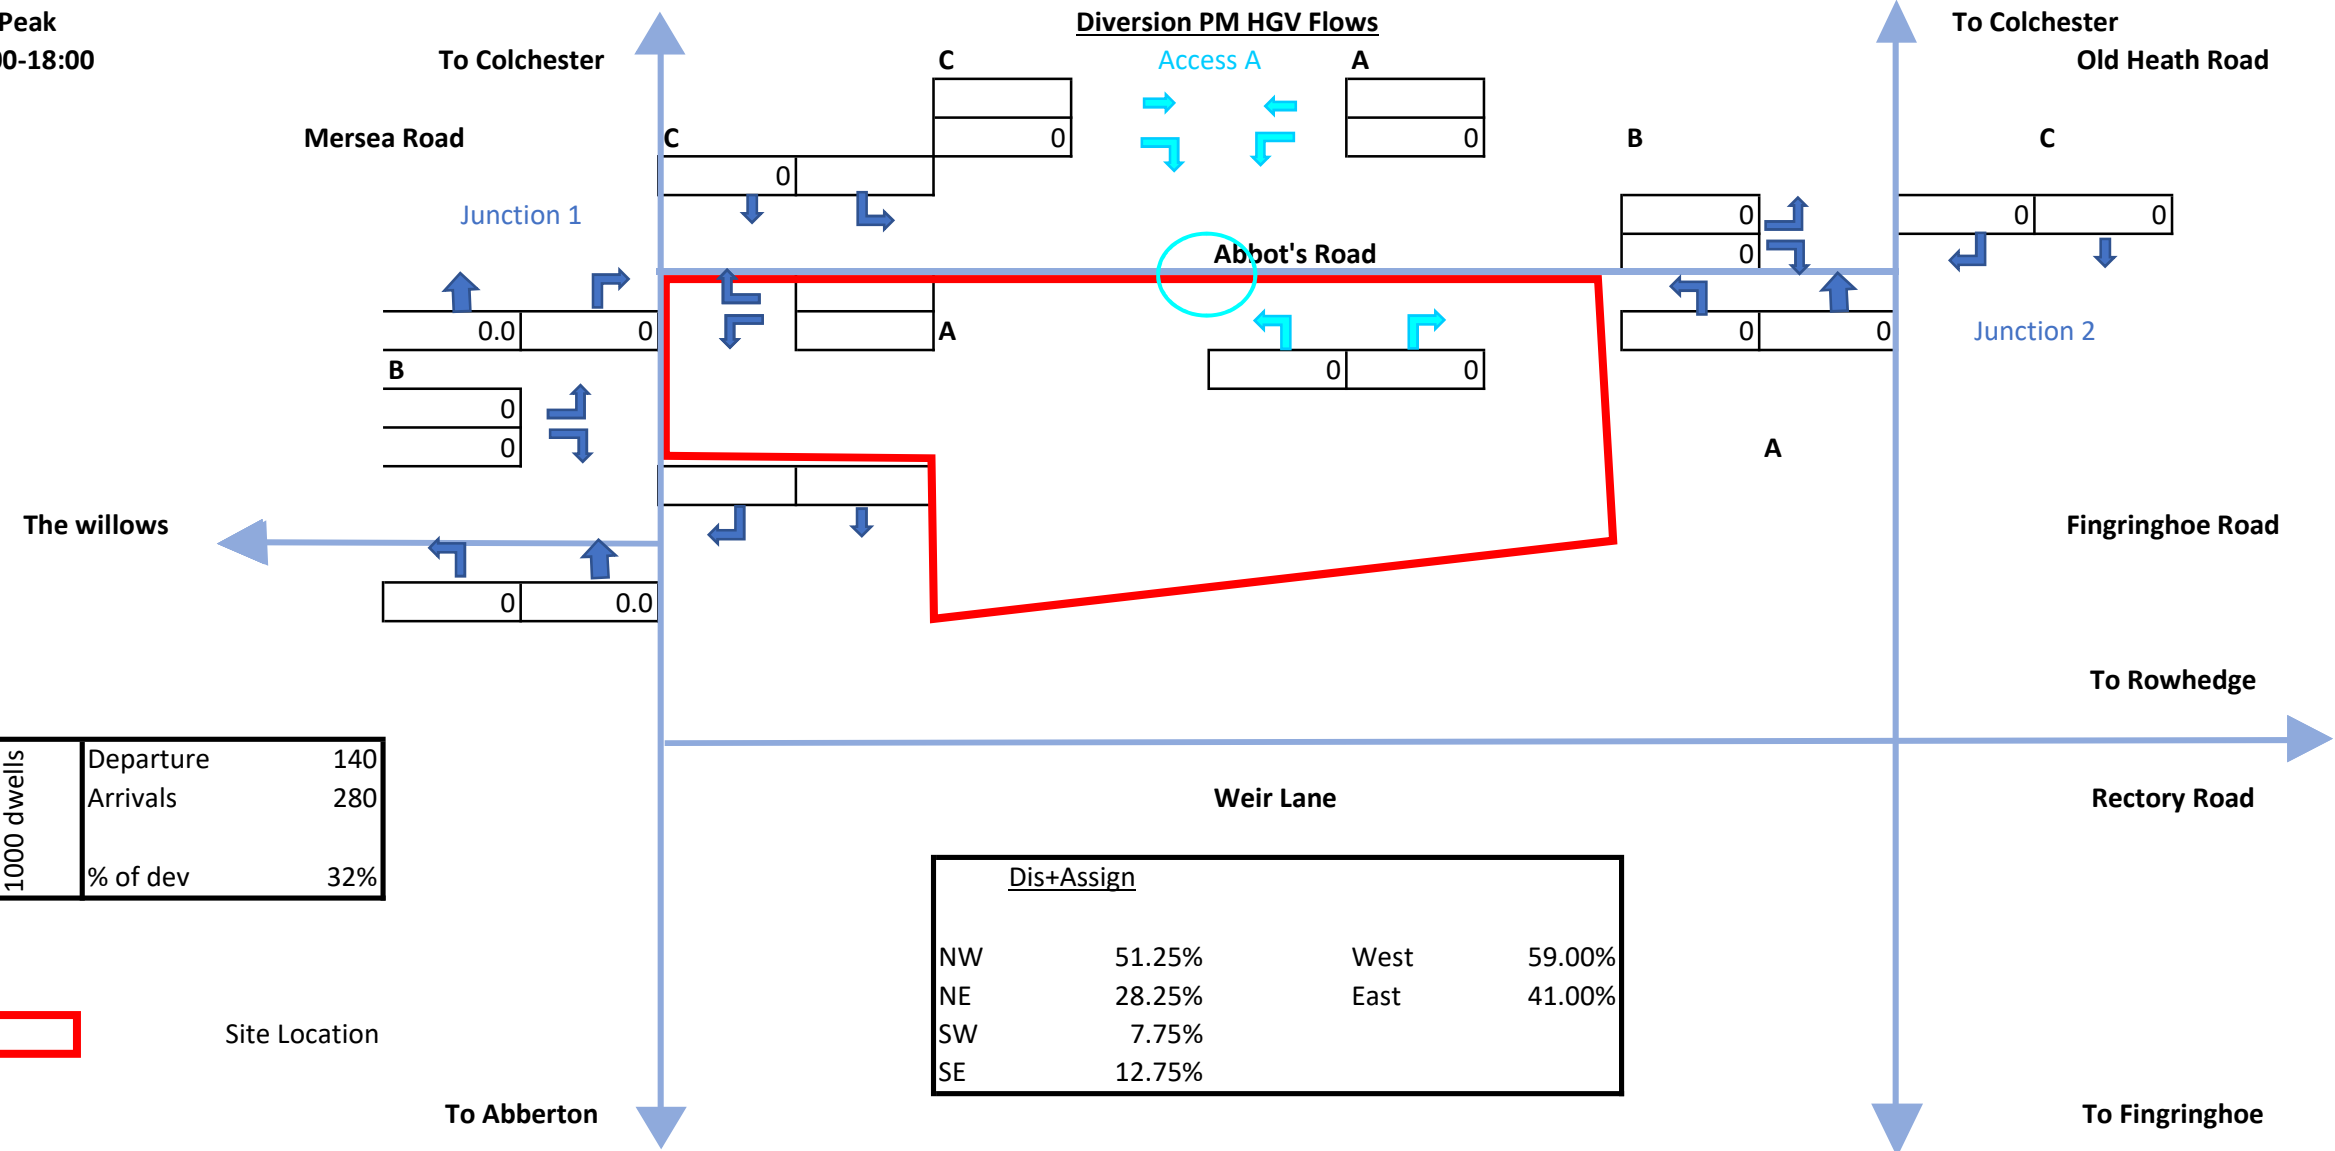 Peak
Diversion PM HGV Flows
To Colchester
00-18:00
To Colchester
C
Access A
A
Old Heath Road
Mersea Road
C
0
0
B
C
0
Junction 1
0
0
0
Abbot's Road
0
0.0
0
A
0
0
Junction 2
B
0
0
0
0
A
The willows
Fingringhoe Road
0
0.0
To Rowhedge
1000 dwells
Departure 140
Arrivals 280
Weir Lane
Rectory Road
% of dev 32%
Dis+Assign
NW 51.25% West 59.00%
NE 28.25% East 41.00%
Site Location
SW 7.75%
SE 12.75%
To Abberton
To Fingringhoe